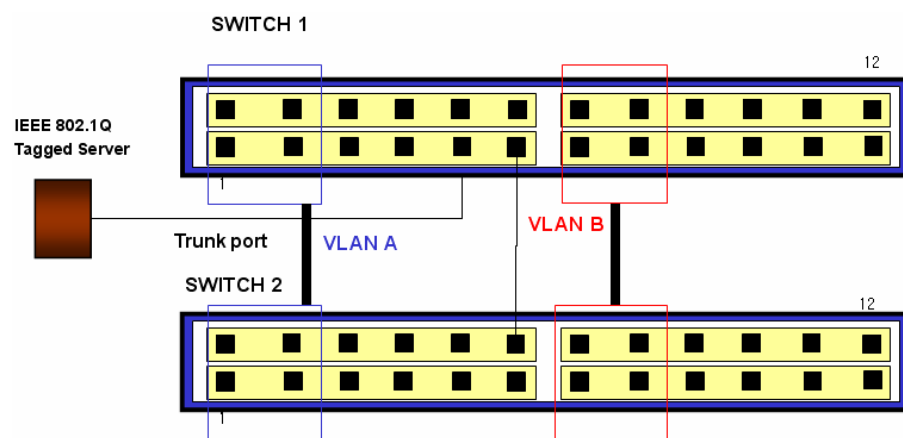 SWITCH 1
12
IEEE 802.1Q
Tagged Server
1
Trunk port
VLAN A
VLAN B
SWITCH 2
12
1